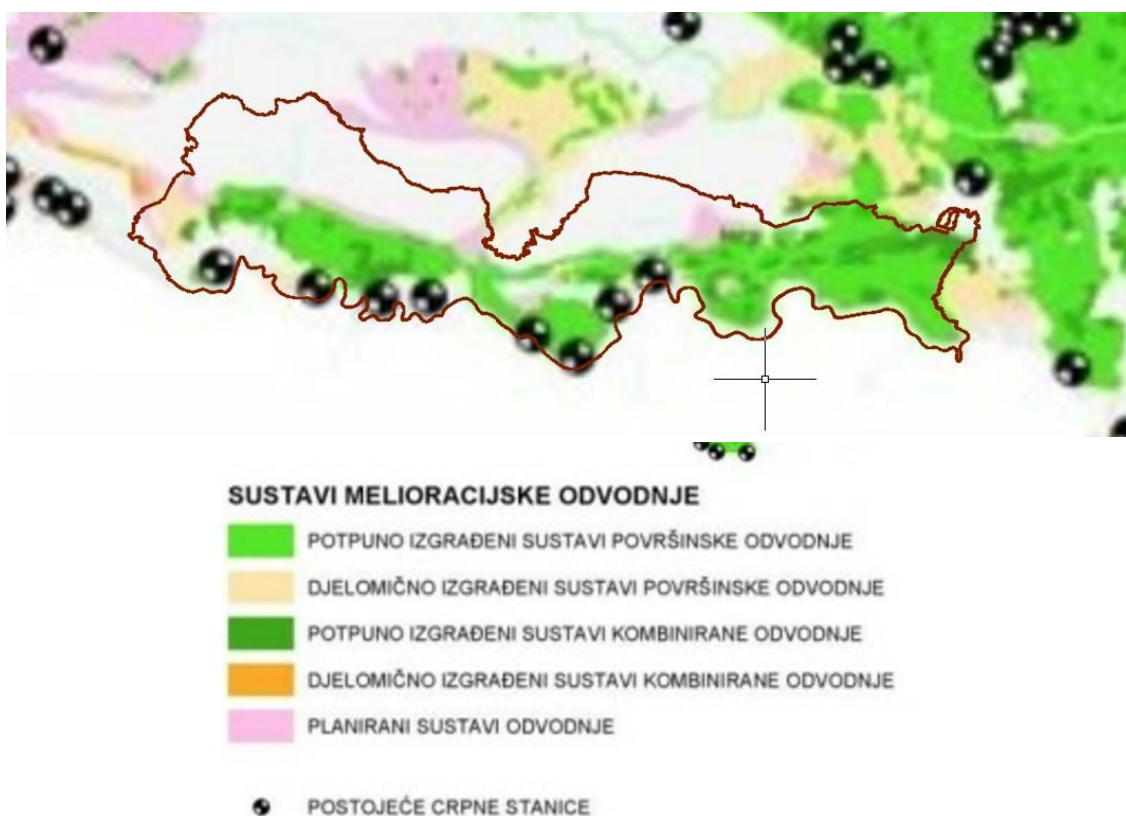 SUSTAVI MELIORACIJSKE ODVODNJE
POTPUNO IZGRAĐENI SUSTAVI POVRŠINSKE ODVODNJE
DJELOMIČNO IZGRAĐENI SUSTAVI POVRŠINSKE ODVODNJE
POTPUNO IZGRAĐENI SUSTAVI KOMBINIRANE ODVODNJE
DJELOMIČNO IZGRAĐENI SUSTAVI KOMBINIRANE ODVODNJE
PLANIRANI SUSTAVI ODVODNJE
POSTOJEĆE CRPNE STANICE